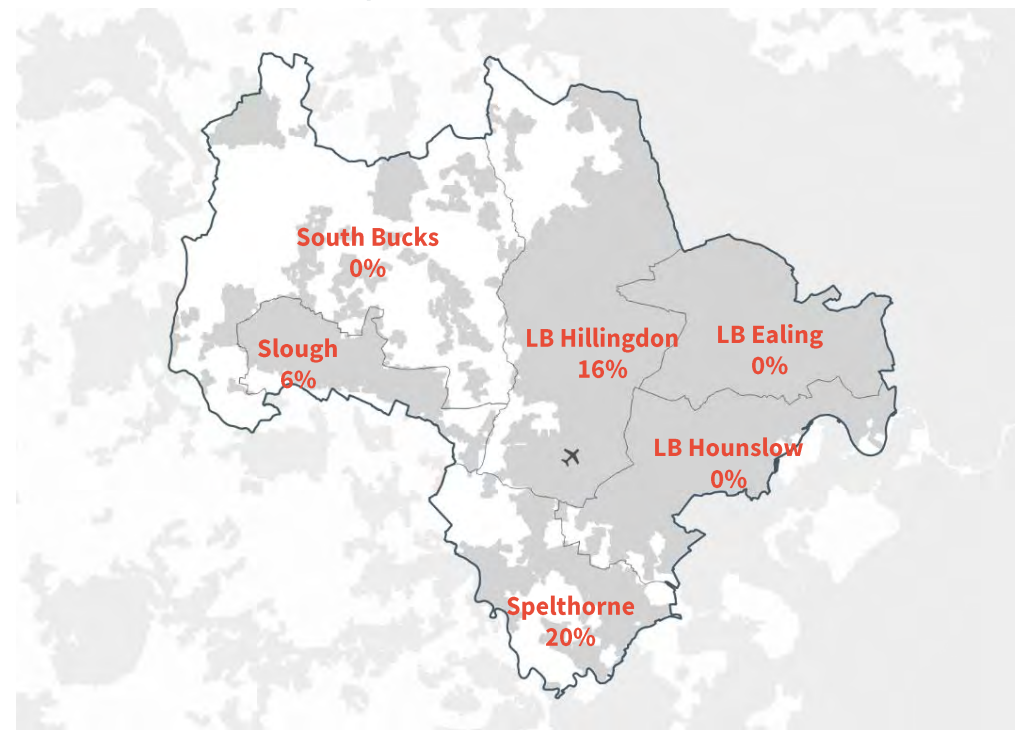 South Bucks
0%
Slough
6%
LB Hillingdon
16%
LB Ealing
0%
LB Hounslow
0%
Spelthorne
20%